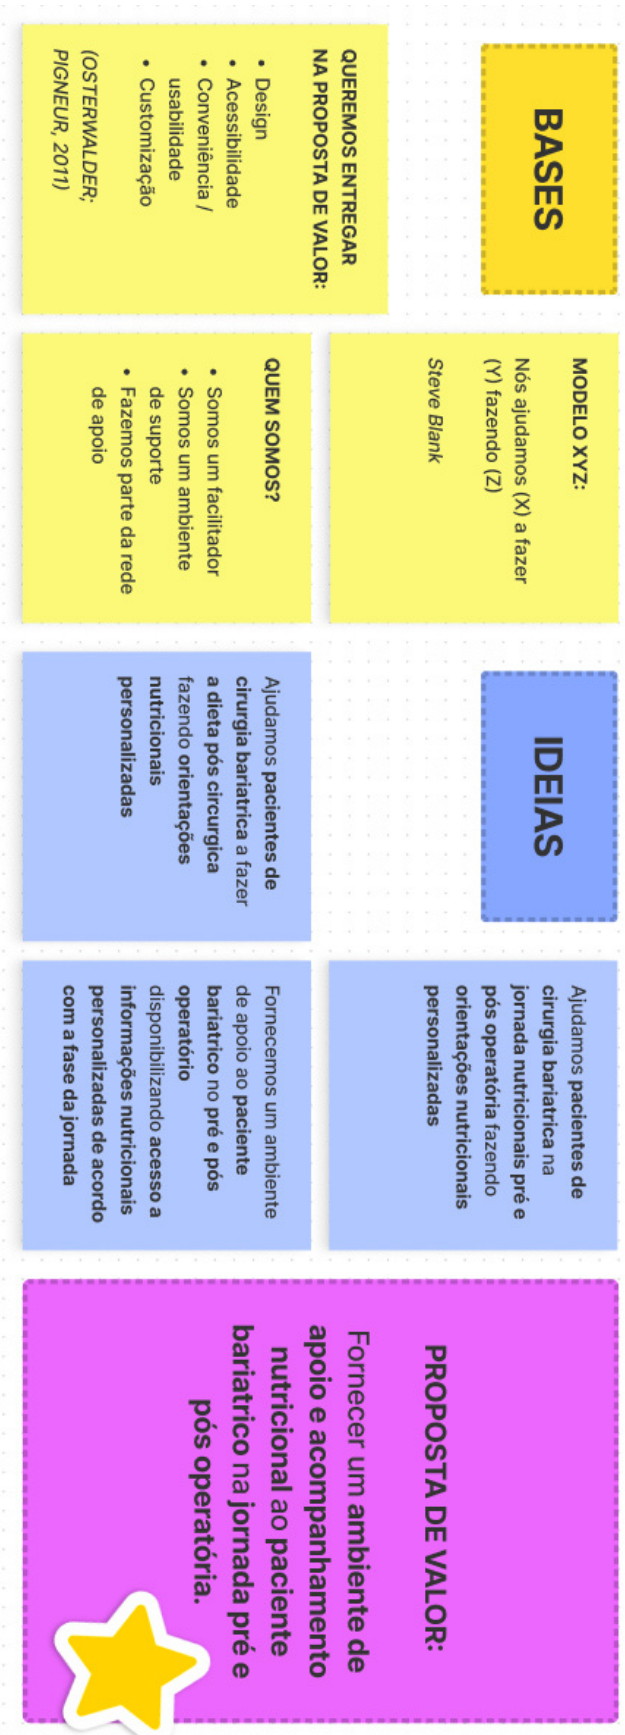 BASES
QUEREMOS ENTREGAR
NA PROPOSTA DE VALOR:
• Design
• Acessibilidade
• Conveniência /
usabilidade
• Customização
(OSTERWALDER;
PIGNEUR, 2011)
MODELO XYZ:
Nós ajudamos (X) a fazer
(Y) fazendo (Z)
Steve Blank
QUEM SOMOS?
• Somos um facilitador
• Somos um ambiente
de suporte
• Fazemos parte da rede
de apoio
IDEIAS
Ajudamos pacientes de
cirurgia bariatrica a fazer
a dieta pós circurgica
fazendo orientações
nutricionais
personalizadas
Ajudamos pacientes de
cirurgia bariatrica na
jornada nutricionais pré e
pós operatória fazendo
orientações nutricionais
personalizadas
Fornecemos um ambiente
de apoio ao paciente
bariatrico no pré e pós
operatório
disponibilizando acesso a
informações nutricionais
personalizadas de acordo
com a fase da jornada
PROPOSTA DE VALOR:
Fornecer um ambiente de
apoio e acompanhamento
nutricional ao paciente
bariatrico na jornada pré e
pós operatória.